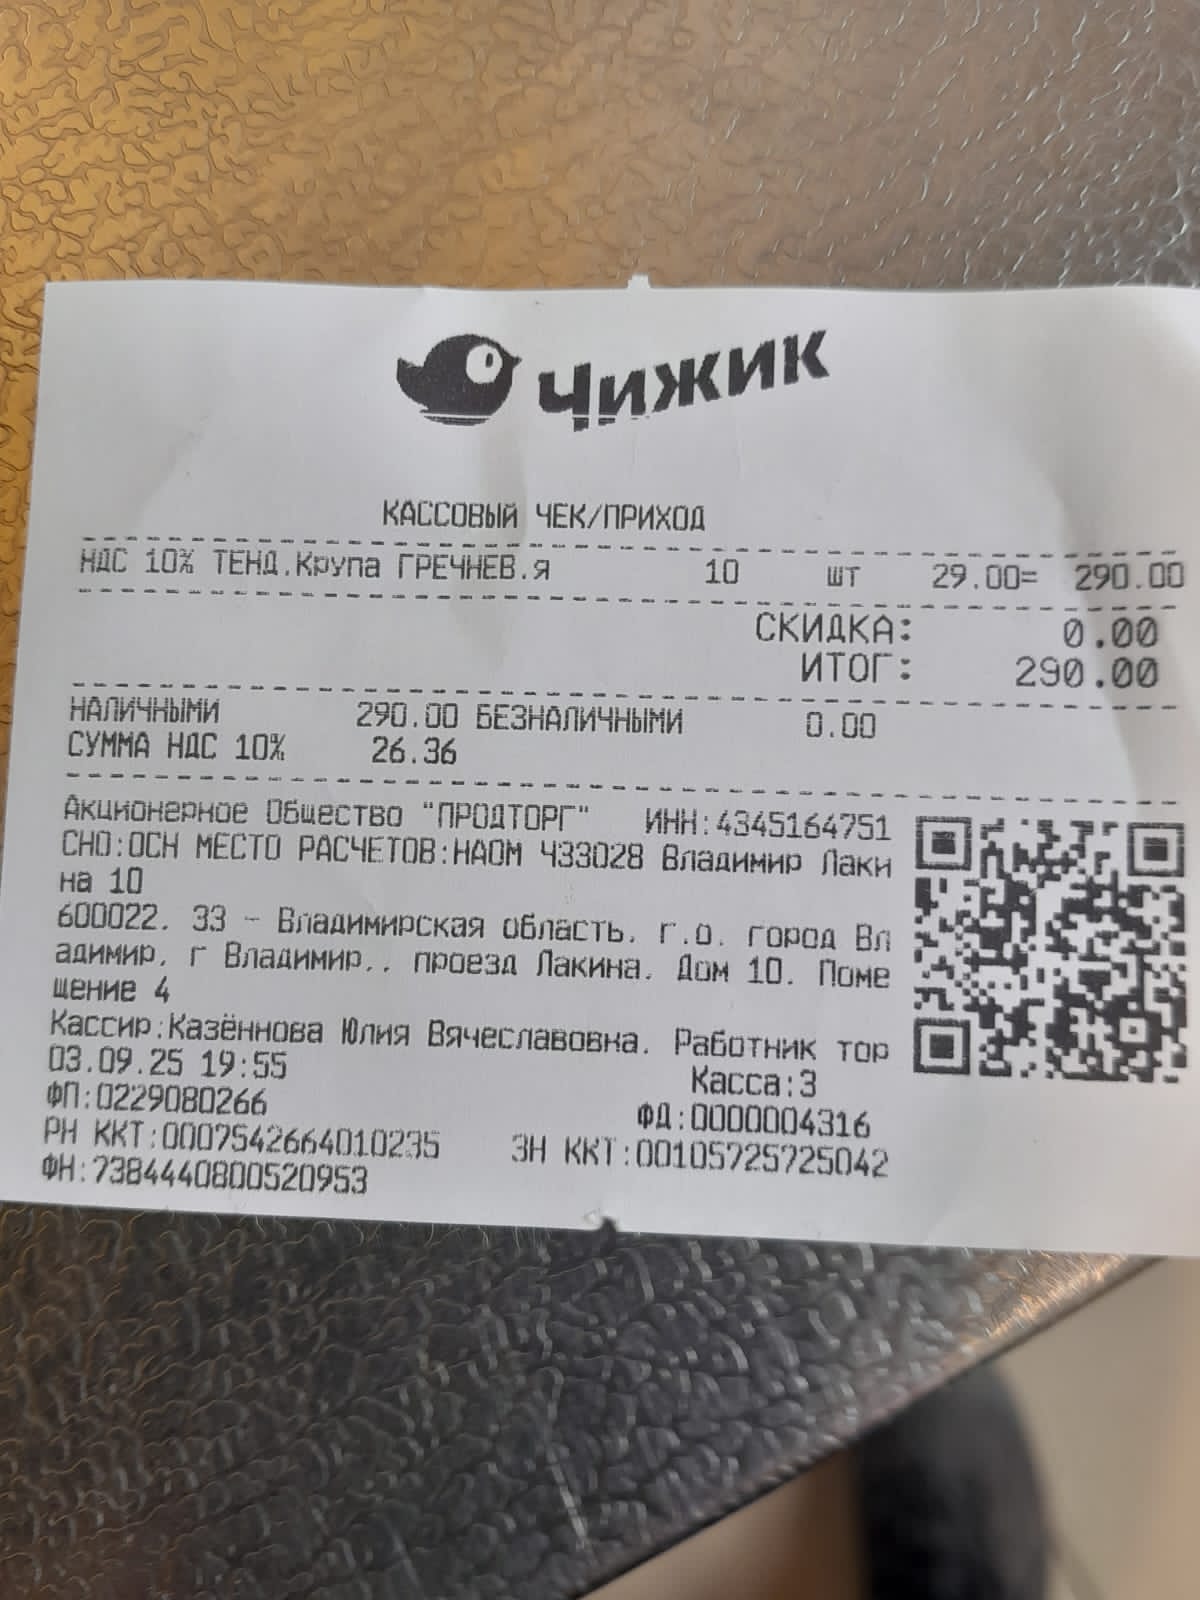 ЧИЖИК
КАССОВЫЙ ЧЕК/ПРИХОД
НДС 10% ТЕНД.Крупа ГРЕЧНЕВ.Я 10 ШТ 29.00= 290.00
СКИДКА: 0.00
ИТОГ: 290.00
НАЛИЧНЫМИ 290.00 БЕЗНАЛИЧНЫМИ 0.00
СУММА НДС 10% 26.36
Акционерное Общество "ПРОДТОРГ" ИНН:4345164751
СНО:ОСН МЕСТО РАСЧЕТОВ:НАОМ Ч33028 Владимир Лаки
на 10
600022. 33 - Владимирская область. г.о. город Вл
адимир. г Владимир.. проезд Лакина. Дом 10. Поме
щение 4
Кассир:Казённова Юлия Вячеславовна. Работник тор
03.09.25 19:55 Касса:3
ФП:0229080266 ФД:0000004316
РН ККТ:0007542664010235 ЗН ККТ:00105725725042
ФН:7384440800520953